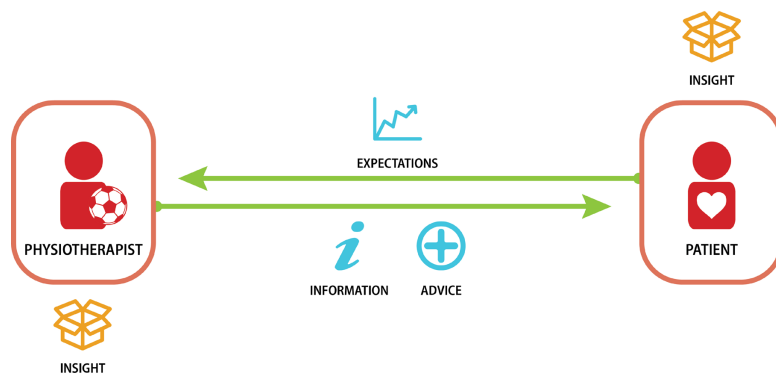 INSIGHT
EXPECTATIONS
PHYSIOTHERAPIST
PATIENT
INFORMATION
ADVICE
INSIGHT